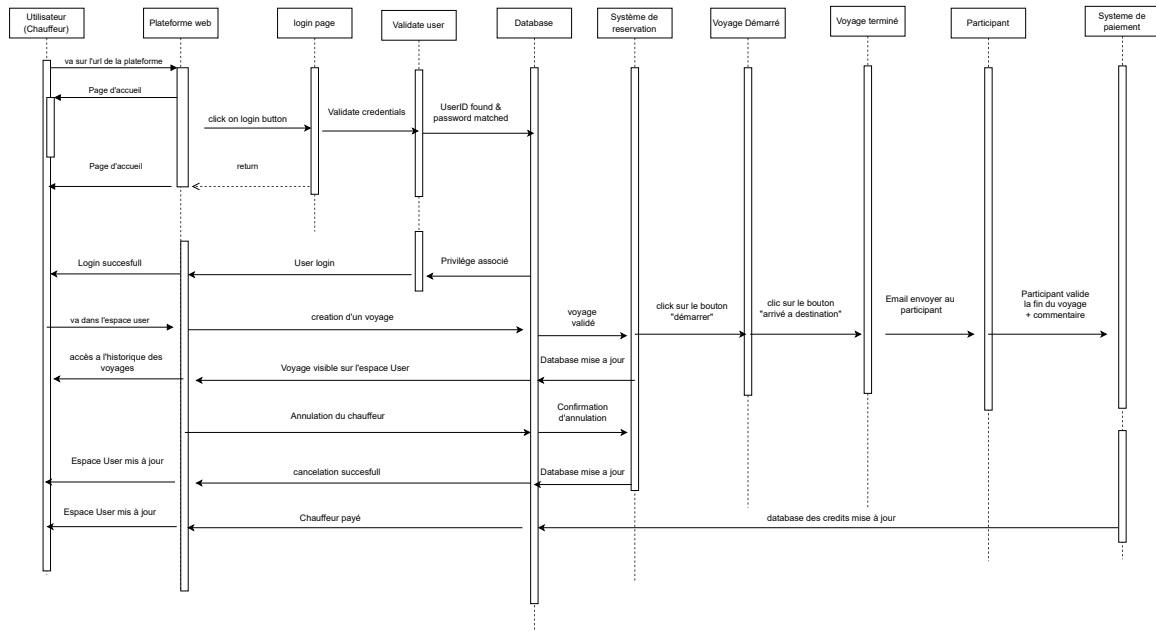 Utilisateur
(Chauffeur)
Plateforme web
login page
Validate user
Database
Système de
reservation
Voyage Démarré
Voyage terminé
Participant
Systeme de
paiement
va sur l'url de la plateforme
Page d'accueil
click on login button
Validate credentials
UserID found &
password matched
Page d'accueil
return
Login succesfull
User login
Privilége associé
va dans l'espace user
creation d'un voyage
voyage
validé
click sur le bouton
"démarrer"
clic sur le bouton
"arrivé a destination"
Email envoyer au
participant
Participant valide
la fin du voyage
+ commentaire
accès a l'historique des
voyages
Voyage visible sur l'espace User
Database mise a jour
Annulation du chauffeur
Confirmation
d'annulation
Espace User mis à jour
cancelation succesfull
Database mise a jour
Espace User mis à jour
Chauffeur payé
database des credits mise à jour